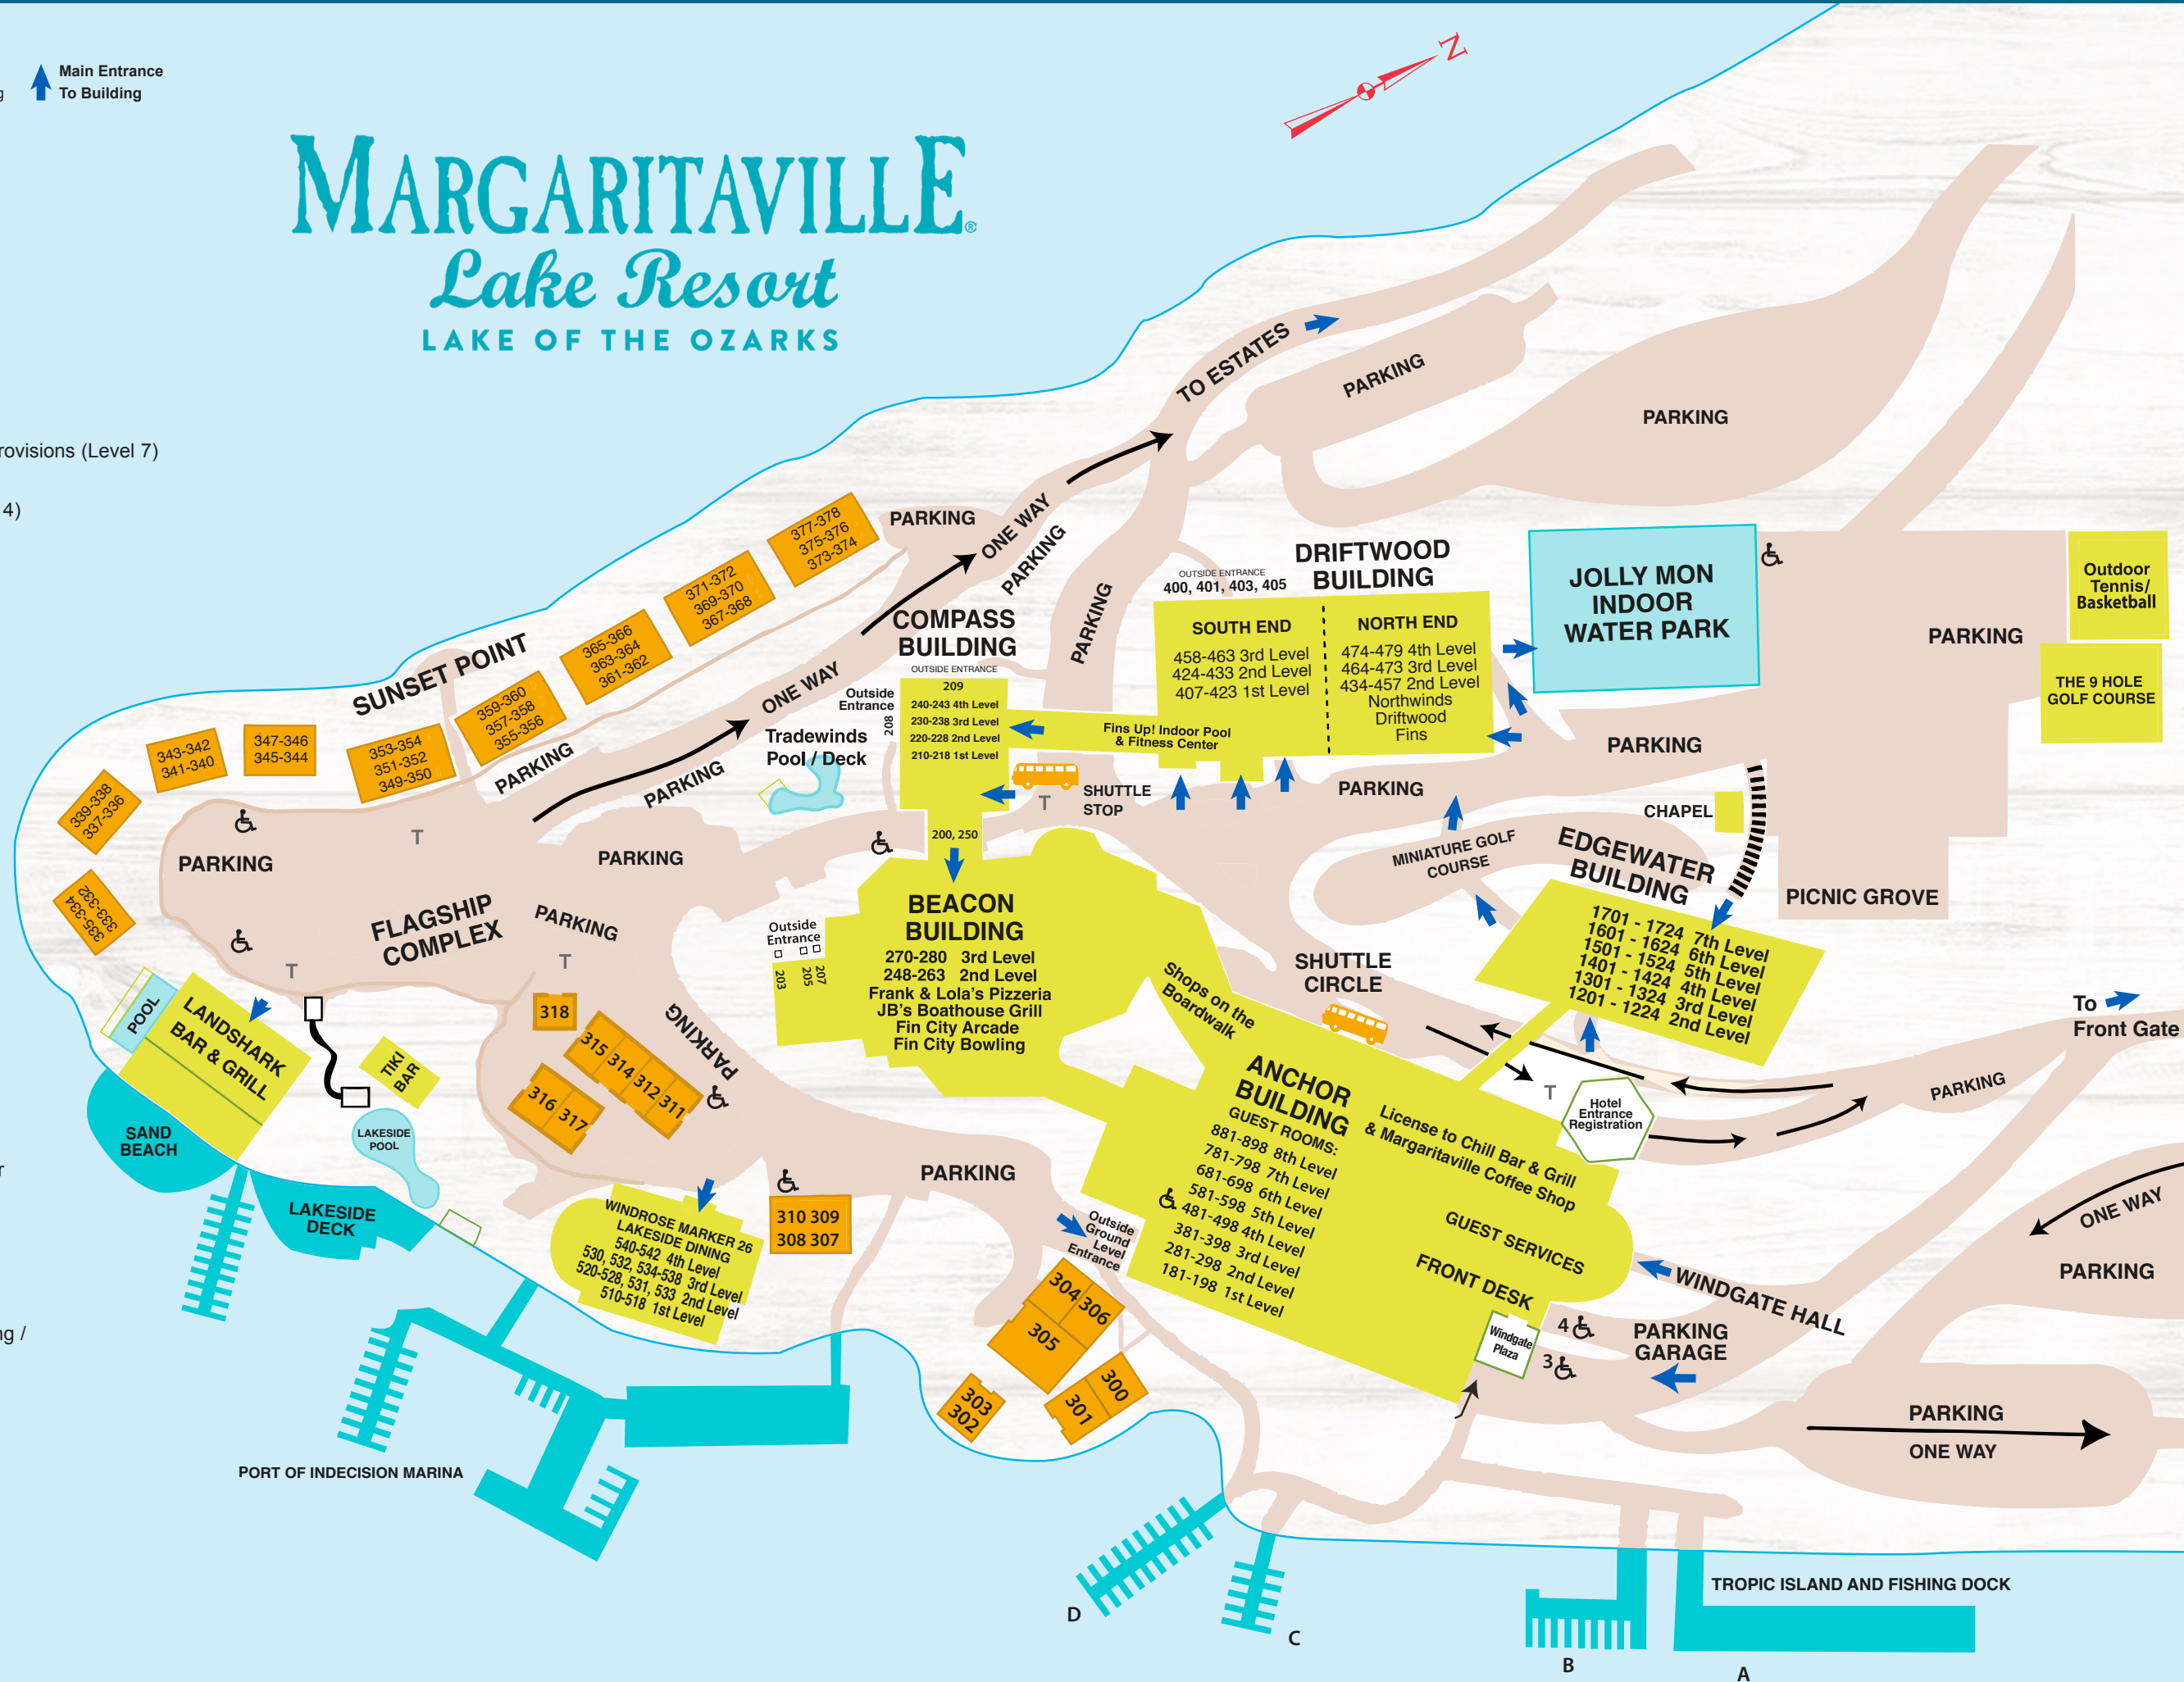 Main Entrance
To Building
MARGARITAVILLE®
Lake Resort
LAKE OF THE OZARKS
N
rovisions (Level 7)
4)
TO ESTATES
PARKING
PARKING
ONE WAY
PARKING
PARKING
PARKING
377-378
375-376
373-374
371-372
369-370
367-368
365-366
363-364
361-362
359-360
357-358
355-356
353-354
351-352
349-350
347-346
345-344
343-342
341-340
339-338
337-336
335-334
333-332
SUNSET POINT
PARKING
ONE WAY
PARKING
COMPASS
BUILDING
OUTSIDE ENTRANCE
209
240-243 4th Level
230-238 3rd Level
220-228 2nd Level
210-218 1st Level
Outside
Entrance
208
Tradewinds
Pool / Deck
200, 250
OUTSIDE ENTRANCE
400, 401, 403, 405
DRIFTWOOD
BUILDING
SOUTH END
458-463 3rd Level
424-433 2nd Level
407-423 1st Level
NORTH END
474-479 4th Level
464-473 3rd Level
434-457 2nd Level
Northwinds
Driftwood
Fins
Fins Up! Indoor Pool
& Fitness Center
SHUTTLE
STOP
T
JOLLY MON
INDOOR
WATER PARK
PARKING
Outdoor
Tennis/
Basketball
THE 9 HOLE
GOLF COURSE
PARKING
PARKING
CHAPEL
MINIATURE GOLF
COURSE
PICNIC GROVE
EDGEWATER
BUILDING
1701 - 1724 7th Level
1601 - 1624 6th Level
1501 - 1524 5th Level
1401 - 1424 4th Level
1301 - 1324 3rd Level
1201 - 1224 2nd Level
To
Front Gate
PARKING
T
PARKING
FLAGSHIP
COMPLEX
PARKING
T
T
PARKING
Outside
Entrance
203
205
207
BEACON
BUILDING
270-280 3rd Level
248-263 2nd Level
Frank & Lola's Pizzeria
JB's Boathouse Grill
Fin City Arcade
Fin City Bowling
Shops on the
Boardwalk
SHUTTLE
CIRCLE
T
Hotel
Entrance
Registration
PARKING
POOL
LANDSHARK
BAR & GRILL
TIKI
BAR
SAND
BEACH
LAKESIDE
POOL
LAKESIDE
DECK
318
315 314 312 311
316 317
310 309
308 307
PARKING
WINDROSE MARKER 26
LAKESIDE DINING
540-542 4th Level
530, 532, 534-538 3rd Level
520-528, 531, 533 2nd Level
510-518 1st Level
Outside
Ground
Level
Entrance
304 306
305
303
302
301 300
ANCHOR
BUILDING
GUEST ROOMS:
881-898 8th Level
781-798 7th Level
681-698 6th Level
581-598 5th Level
481-498 4th Level
381-398 3rd Level
281-298 2nd Level
181-198 1st Level
License to Chill Bar & Grill
& Margaritaville Coffee Shop
GUEST SERVICES
FRONT DESK
Windgate
Plaza
WINDGATE HALL
4
3
PARKING
GARAGE
ONE WAY
PARKING
PARKING
ONE WAY
r
ng /
PORT OF INDECISION MARINA
TROPIC ISLAND AND FISHING DOCK
D
C
B
A